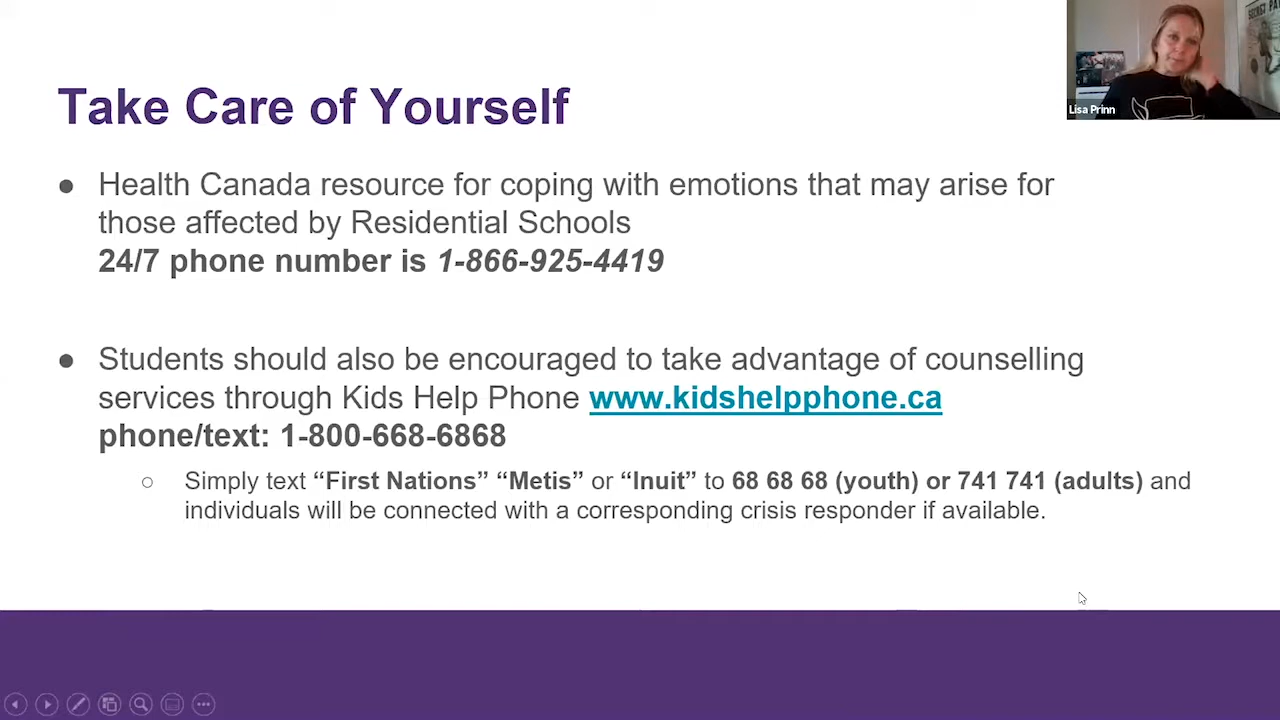 Take Care of Yourself
● Health Canada resource for coping with emotions that may arise for
those affected by Residential Schools
24/7 phone number is 1-866-925-4419
● Students should also be encouraged to take advantage of counselling
services through Kids Help Phone www.kidshelpphone.ca
phone/text: 1-800-668-6868
○ Simply text “First Nations” “Metis” or “Inuit” to 68 68 68 (youth) or 741 741 (adults) and
individuals will be connected with a corresponding crisis responder if available.
Lisa Prinn
SECRET